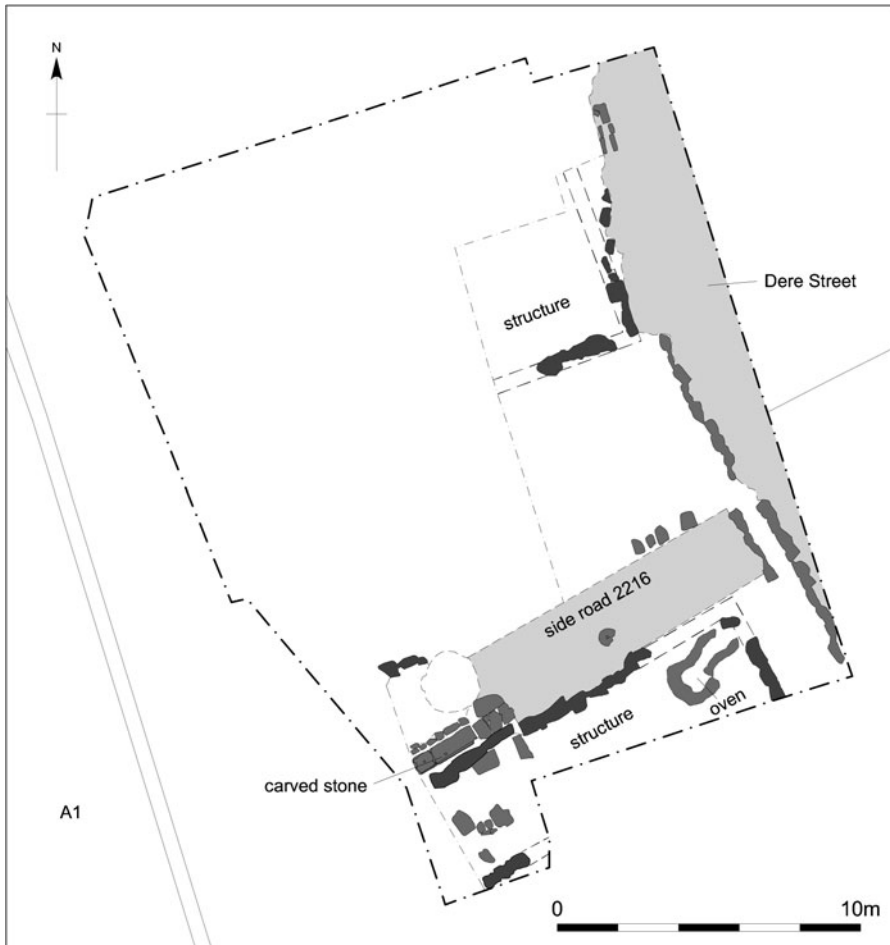 N
Dere Street
structure
side road 2216
oven
structure
carved stone
A1
0 10m